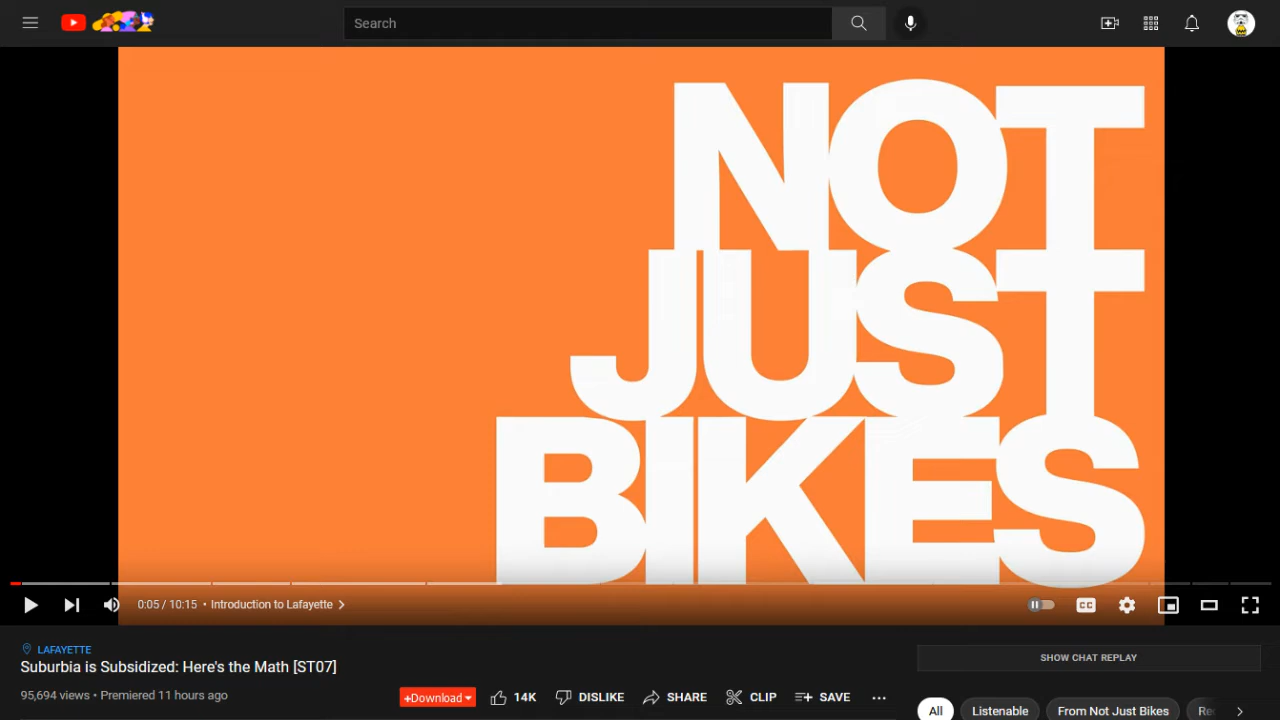 Search
NOT
JUST
BIKES
0:05 / 10:15 • Introduction to Lafayette
CC
LAFAYETTE
Suburbia is Subsidized: Here's the Math [ST07]
95,694 views • Premiered 11 hours ago
+Download
14K
DISLIKE
SHARE
CLIP
SAVE
SHOW CHAT REPLAY
All
Listenable
From Not Just Bikes